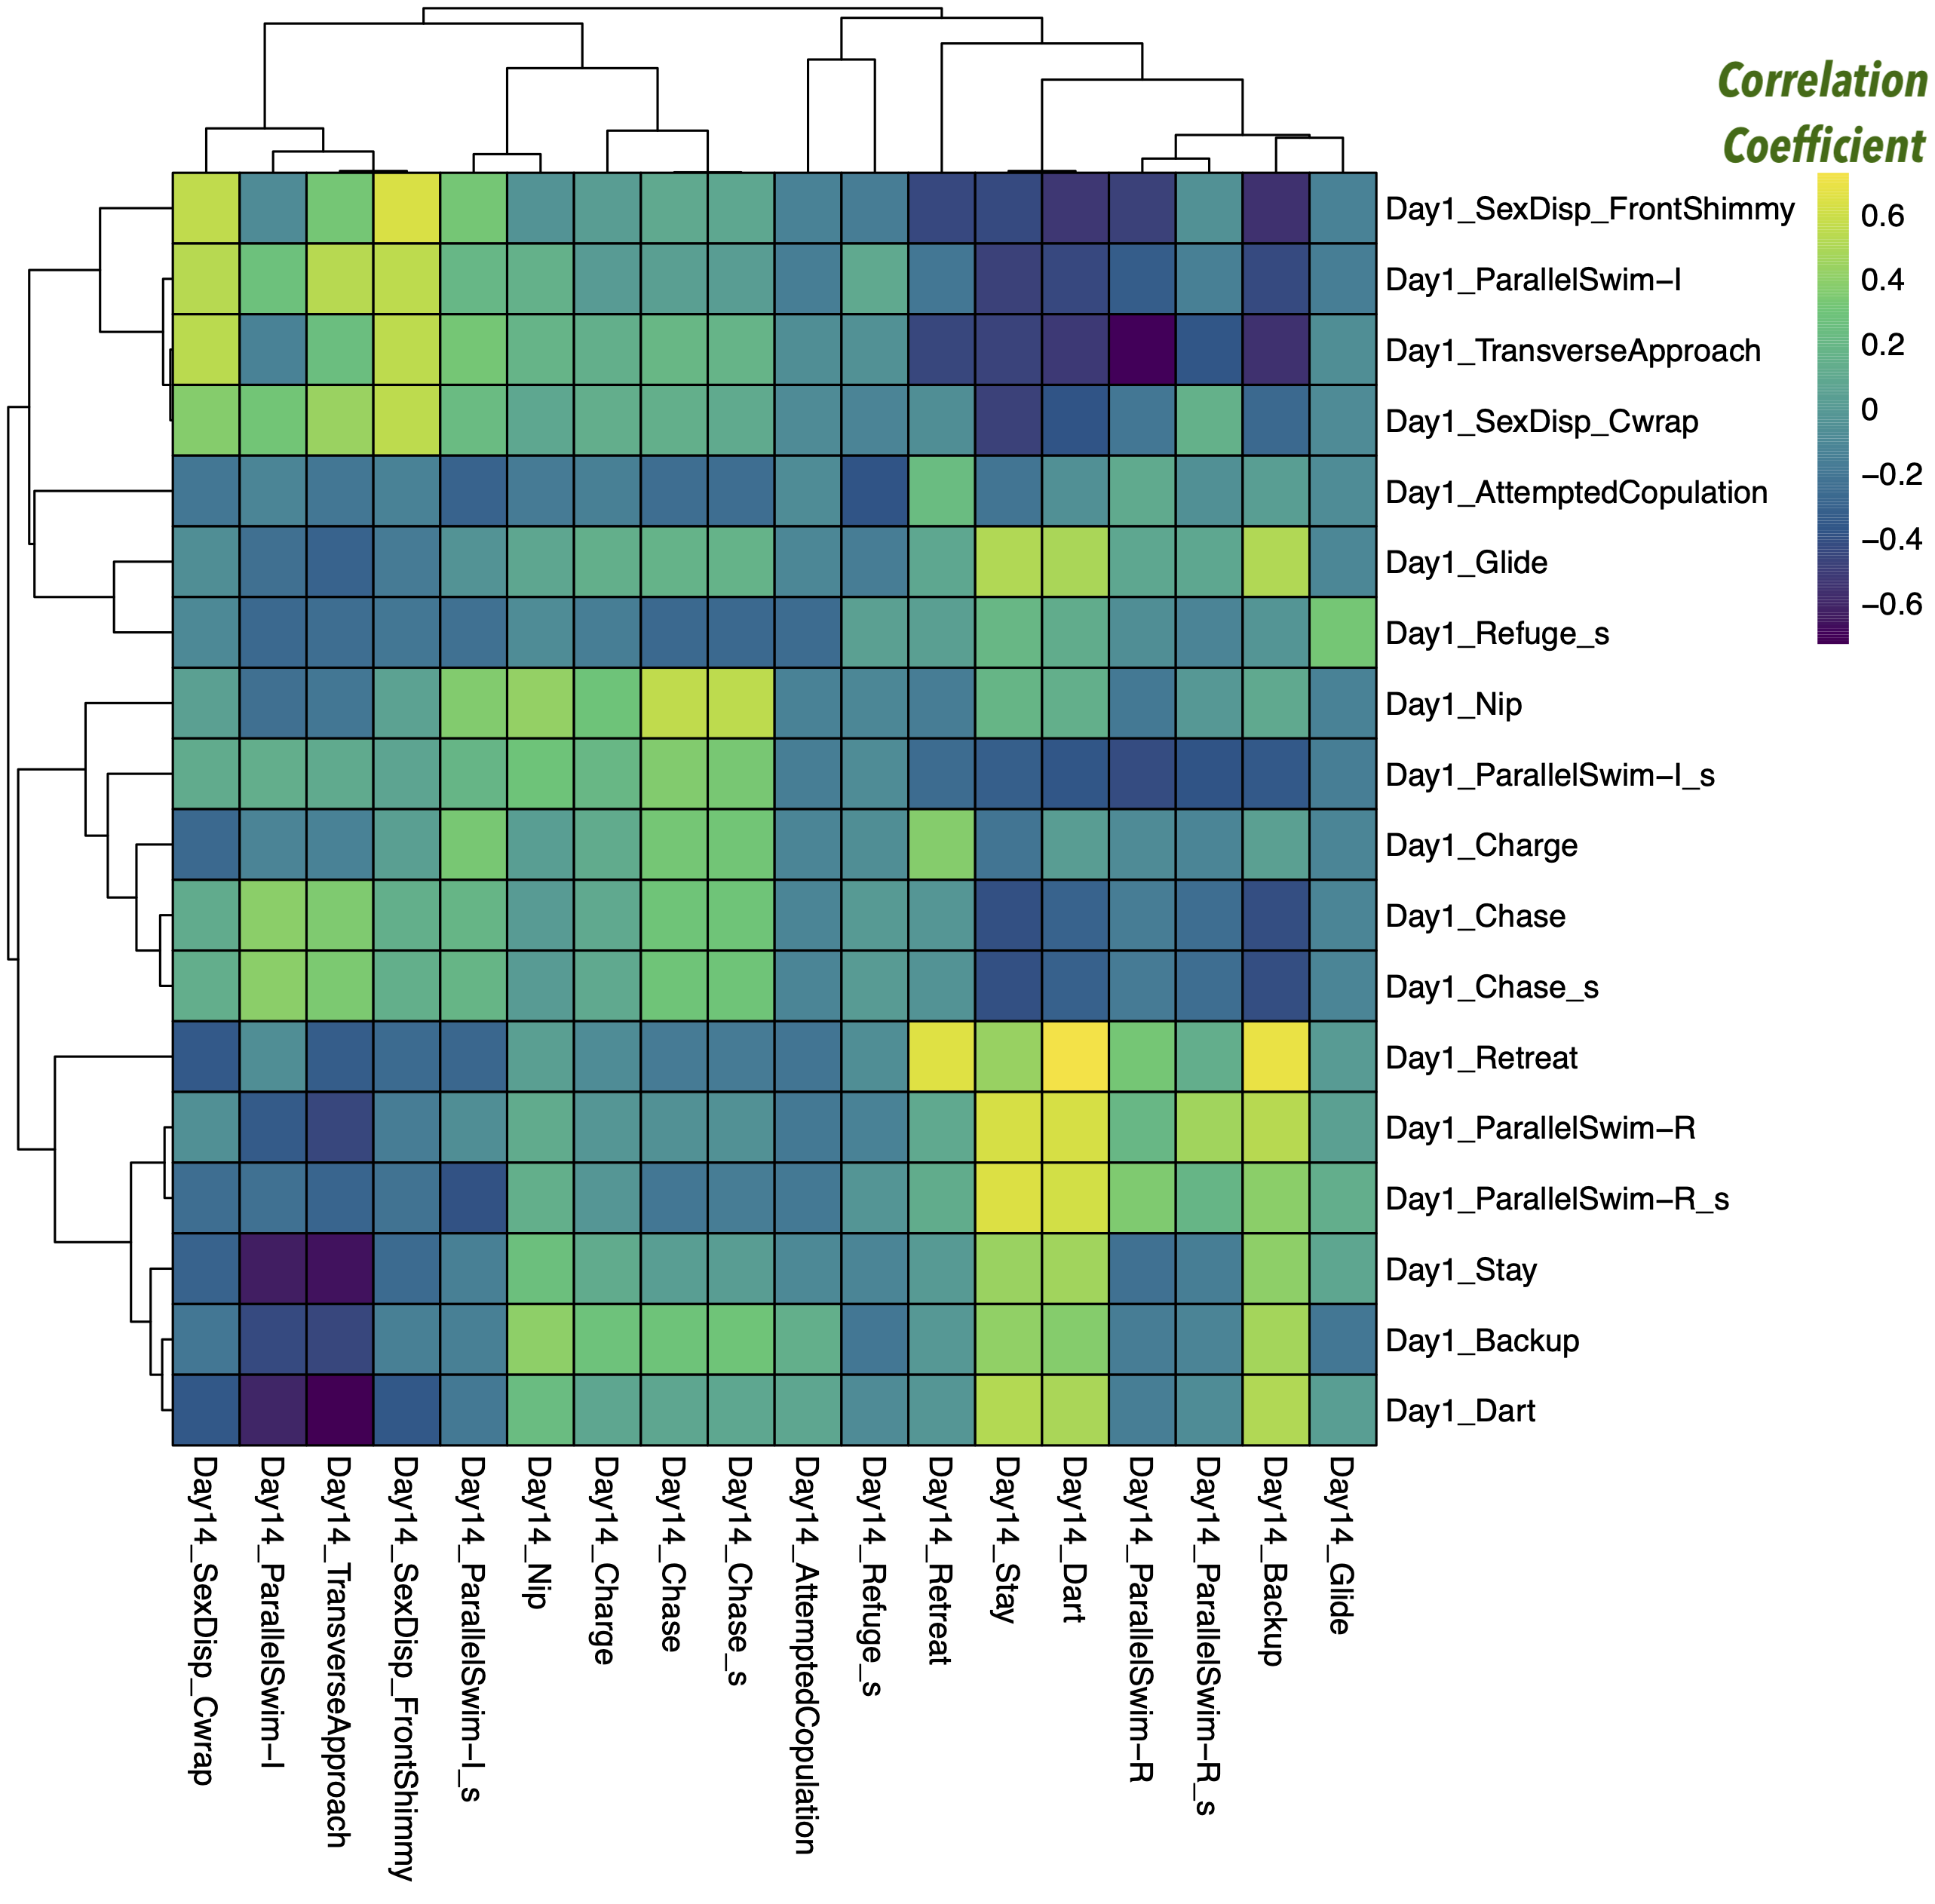 Correlation
Coefficient
Day1_SexDisp_FrontShimmy
0.6
Day1_ParallelSwim−I
0.4
Day1_TransverseApproach
0.2
Day1_SexDisp_Cwrap
0
Day1_AttemptedCopulation
−0.2
Day1_Glide
−0.4
Day1_Refuge_s
−0.6
Day1_Nip
Day1_ParallelSwim−I_s
Day1_Charge
Day1_Chase
Day1_Chase_s
Day1_Retreat
Day1_ParallelSwim−R
Day1_ParallelSwim−R_s
Day1_Stay
Day1_Backup
Day1_Dart
Day14_SexDisp_Cwrap
Day14_ParallelSwim−I
Day14_TransverseApproach
Day14_SexDisp_FrontShimmy
Day14_ParallelSwim−I_s
Day14_Nip
Day14_Charge
Day14_Chase
Day14_Chase_s
Day14_AttemptedCopulation
Day14_Refuge_s
Day14_Retreat
Day14_Stay
Day14_Dart
Day14_ParallelSwim−R
Day14_ParallelSwim−R_s
Day14_Backup
Day14_Glide